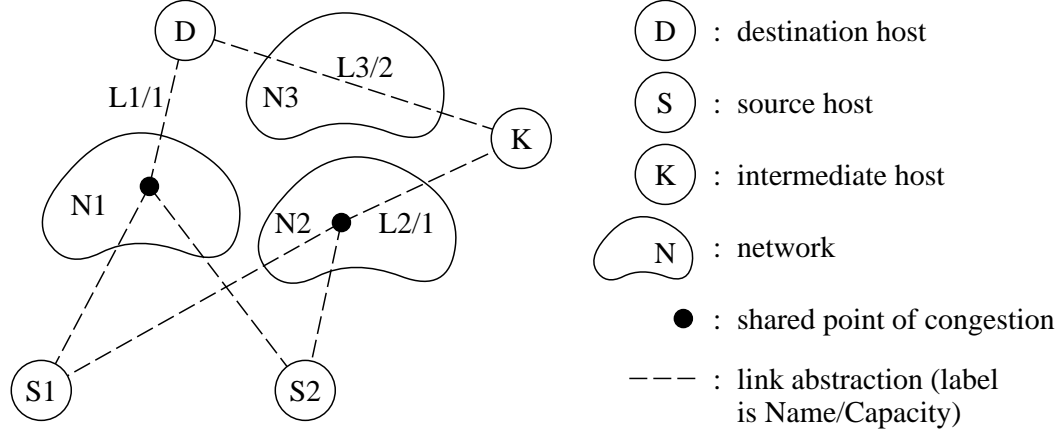 D
L3/2
L1/1
N3
K
N1
N2
L2/1
S1
S2
D : destination host
S : source host
K : intermediate host
N : network
: shared point of congestion
: link abstraction (label
is Name/Capacity)